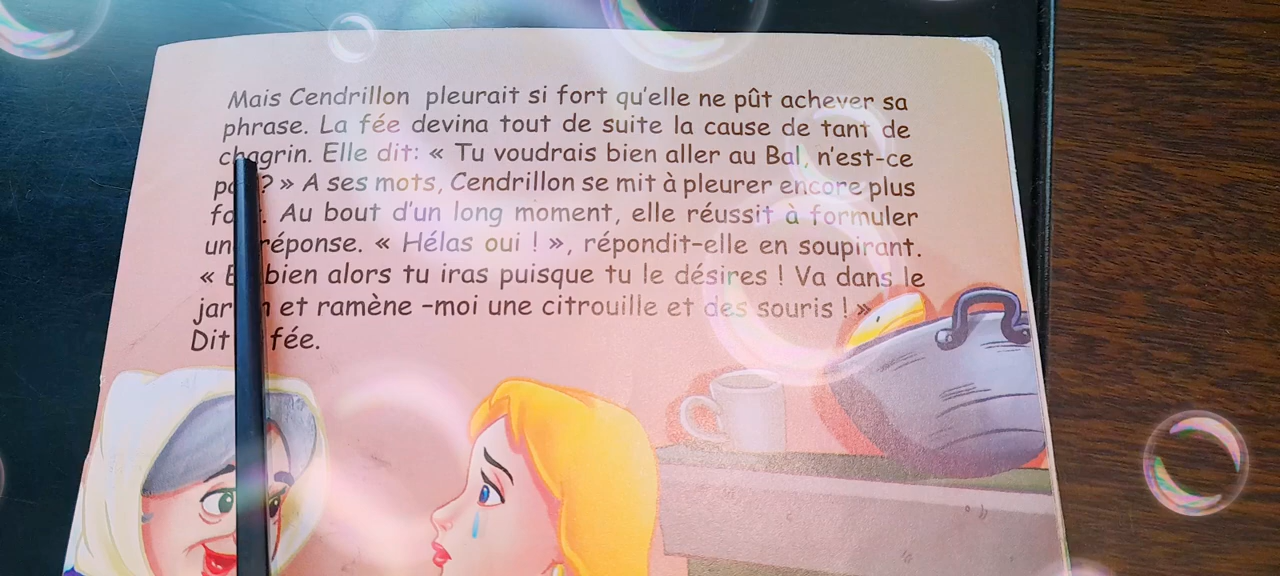 Mais Cendrillon pleurait si fort qu'elle ne pût achever sa
phrase. La fée devina tout de suite la cause de tant de
chagrin. Elle dit: « Tu voudrais bien aller au Bal, n'est-ce
? » A ses mots, Cendrillon se mit à pleurer encore plus
. Au bout d'un long moment, elle réussit à formuler
réponse. « Hélas oui ! », répondit-elle en soupirant.
« bien alors tu iras puisque tu le désires ! Va dans le
et ramène –moi une citrouille et des souris ! »
Dit fée.